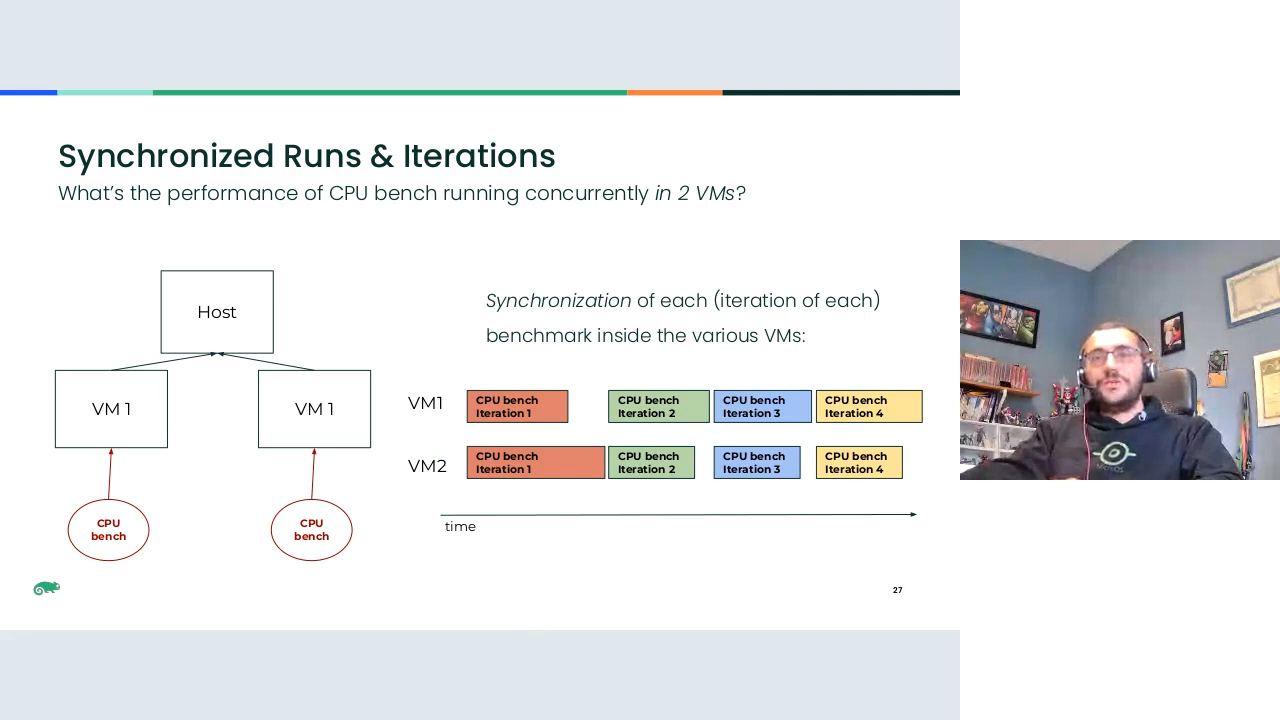 Synchronized Runs & Iterations
What's the performance of CPU bench running concurrently in 2 VMs?
Host
VM 1
VM 1
CPU
bench
CPU
bench
Synchronization of each (iteration of each)
benchmark inside the various VMs:
VM1
CPU bench
Iteration 1
CPU bench
Iteration 2
CPU bench
Iteration 3
CPU bench
Iteration 4
VM2
CPU bench
Iteration 1
CPU bench
Iteration 2
CPU bench
Iteration 3
CPU bench
Iteration 4
time
27